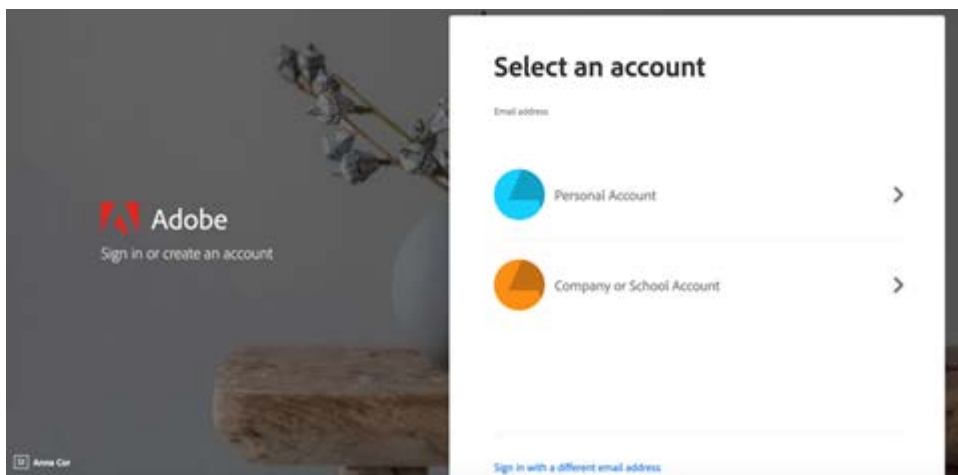 Adobe
Sign in or create an account
Select an account
Email address
Personal Account
Company or School Account
Sign in with a different email address
St Anna Cor